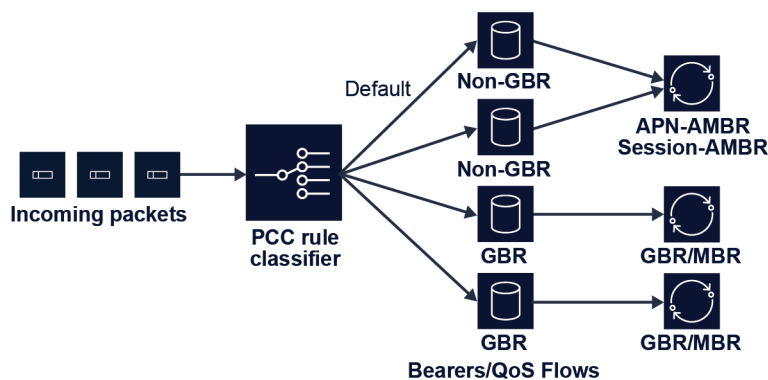 Default
Non-GBR
APN-AMBR
Session-AMBR
Non-GBR
Incoming packets
PCC rule
classifier
GBR
GBR/MBR
GBR
GBR/MBR
Bearers/QoS Flows